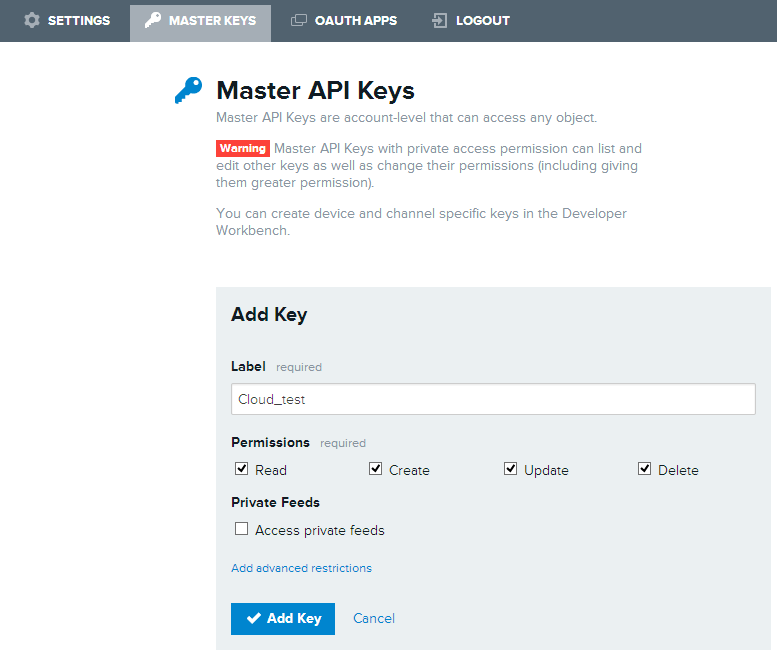 SETTINGS MASTER KEYS OAUTH APPS LOGOUT
Master API Keys
Master API Keys are account-level that can access any object.
Warning Master API Keys with private access permission can list and
edit other keys as well as change their permissions (including giving
them greater permission).
You can create device and channel specific keys in the Developer
Workbench.
Add Key
Label required
Cloud_test
Permissions required
Read Create Update Delete
Private Feeds
Access private feeds
Add advanced restrictions
Add Key Cancel